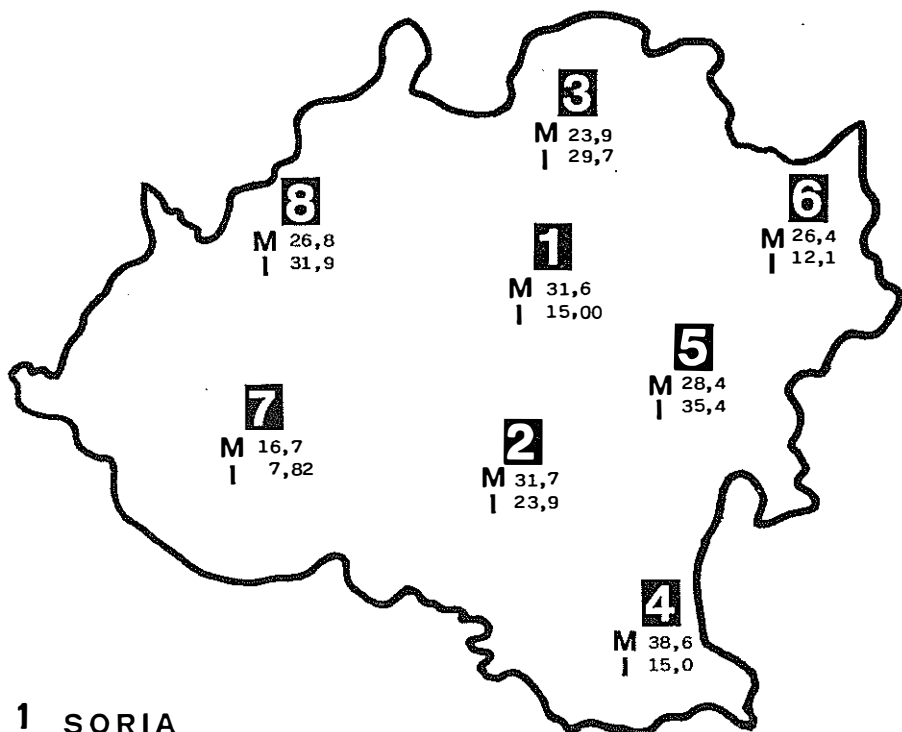 3
M 23,9
I 29,7
8
M 26,8
I 31,9
6
M 26,4
I 12,1
1
M 31,6
I 15,00
5
M 28,4
I 35,4
7
M 16,7
I 7,82
2
M 31,7
I 23,9
4
M 38,6
I 15,0
1 SORIA